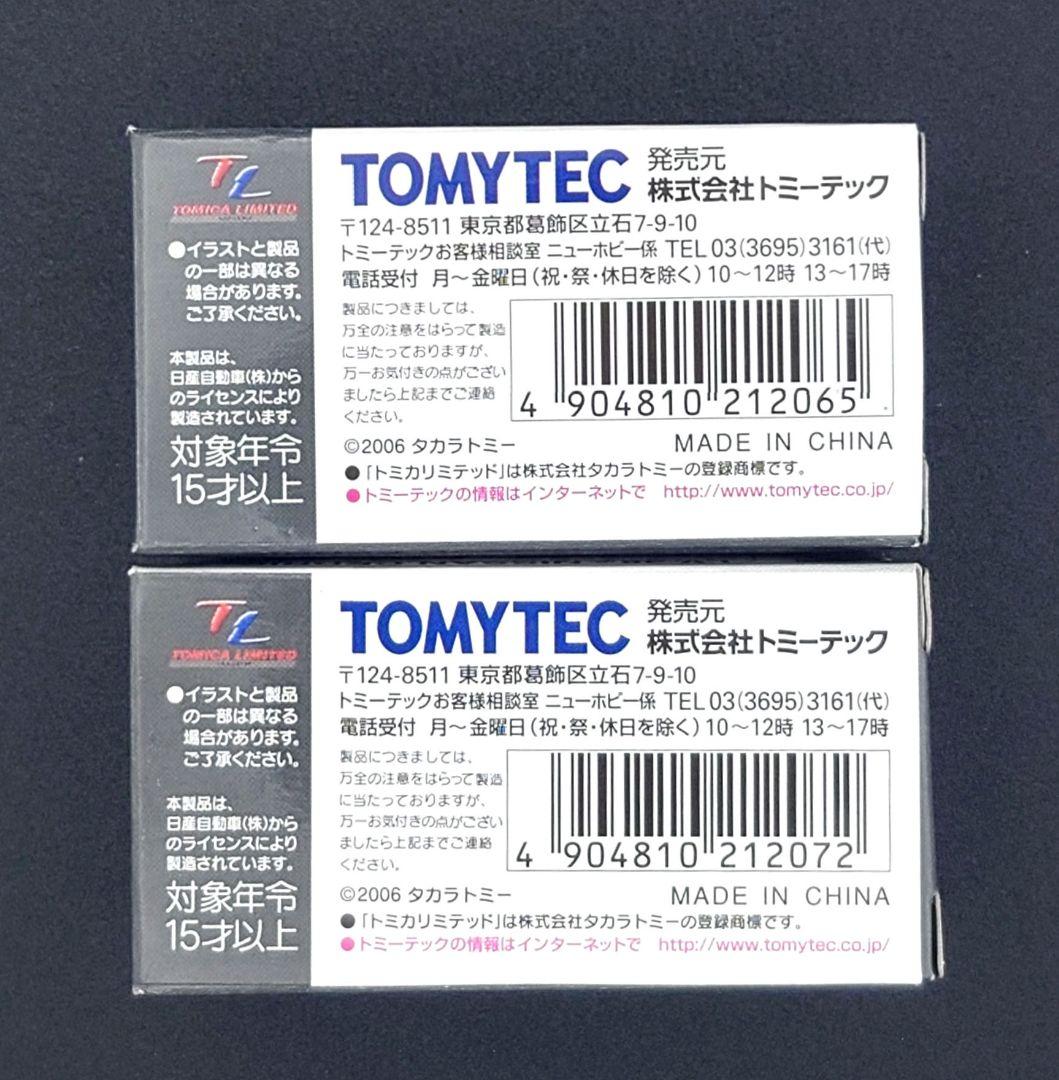 TL
TOMICA LIMITED
●イラストと製品
の一部は異なる
場合があります。
ご了承ください。
本製品は、
日産自動車(株)から
のライセンスにより
製造されています。
対象年令
15才以上
TOMYTEC 発売元
株式会社トミーテック
〒124-8511 東京都葛飾区立石7-9-10
トミーテックお客様相談室 ニューホビー係 TEL 03(3695)3161(代)
電話受付 月〜金曜日(祝・祭・休日を除く)10〜12時 13〜17時
製品につきましては、
万全の注意をはらって製造
に当たっておりますが、
万一お気付きの点がござい
ましたら上記までご連絡
ください。
4 904810 212065
©2006 タカラトミー MADE IN CHINA
●「トミカリミテッド」は株式会社タカラトミーの登録商標です。
●トミーテックの情報はインターネットで http://www.tomytec.co.jp/
TL
TOMICA LIMITED
●イラストと製品
の一部は異なる
場合があります。
ご了承ください。
本製品は、
日産自動車(株)から
のライセンスにより
製造されています。
対象年令
15才以上
TOMYTEC 発売元
株式会社トミーテック
〒124-8511 東京都葛飾区立石7-9-10
トミーテックお客様相談室 ニューホビー係 TEL 03(3695)3161(代)
電話受付 月〜金曜日(祝・祭・休日を除く)10〜12時 13〜17時
製品につきましては、
万全の注意をはらって製造
に当たっておりますが、
万一お気付きの点がござい
ましたら上記までご連絡
ください。
4 904810 212072
©2006 タカラトミー MADE IN CHINA
●「トミカリミテッド」は株式会社タカラトミーの登録商標です。
●トミーテックの情報はインターネットで http://www.tomytec.co.jp/